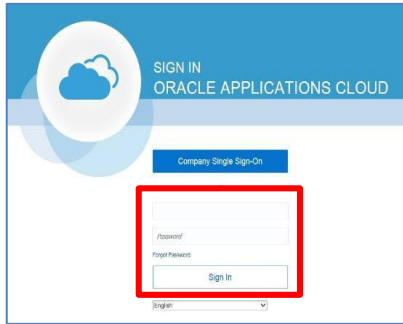 SIGN IN
ORACLE APPLICATIONS CLOUD
Company Single Sign-On
Password
Forgot Password
Sign In
English